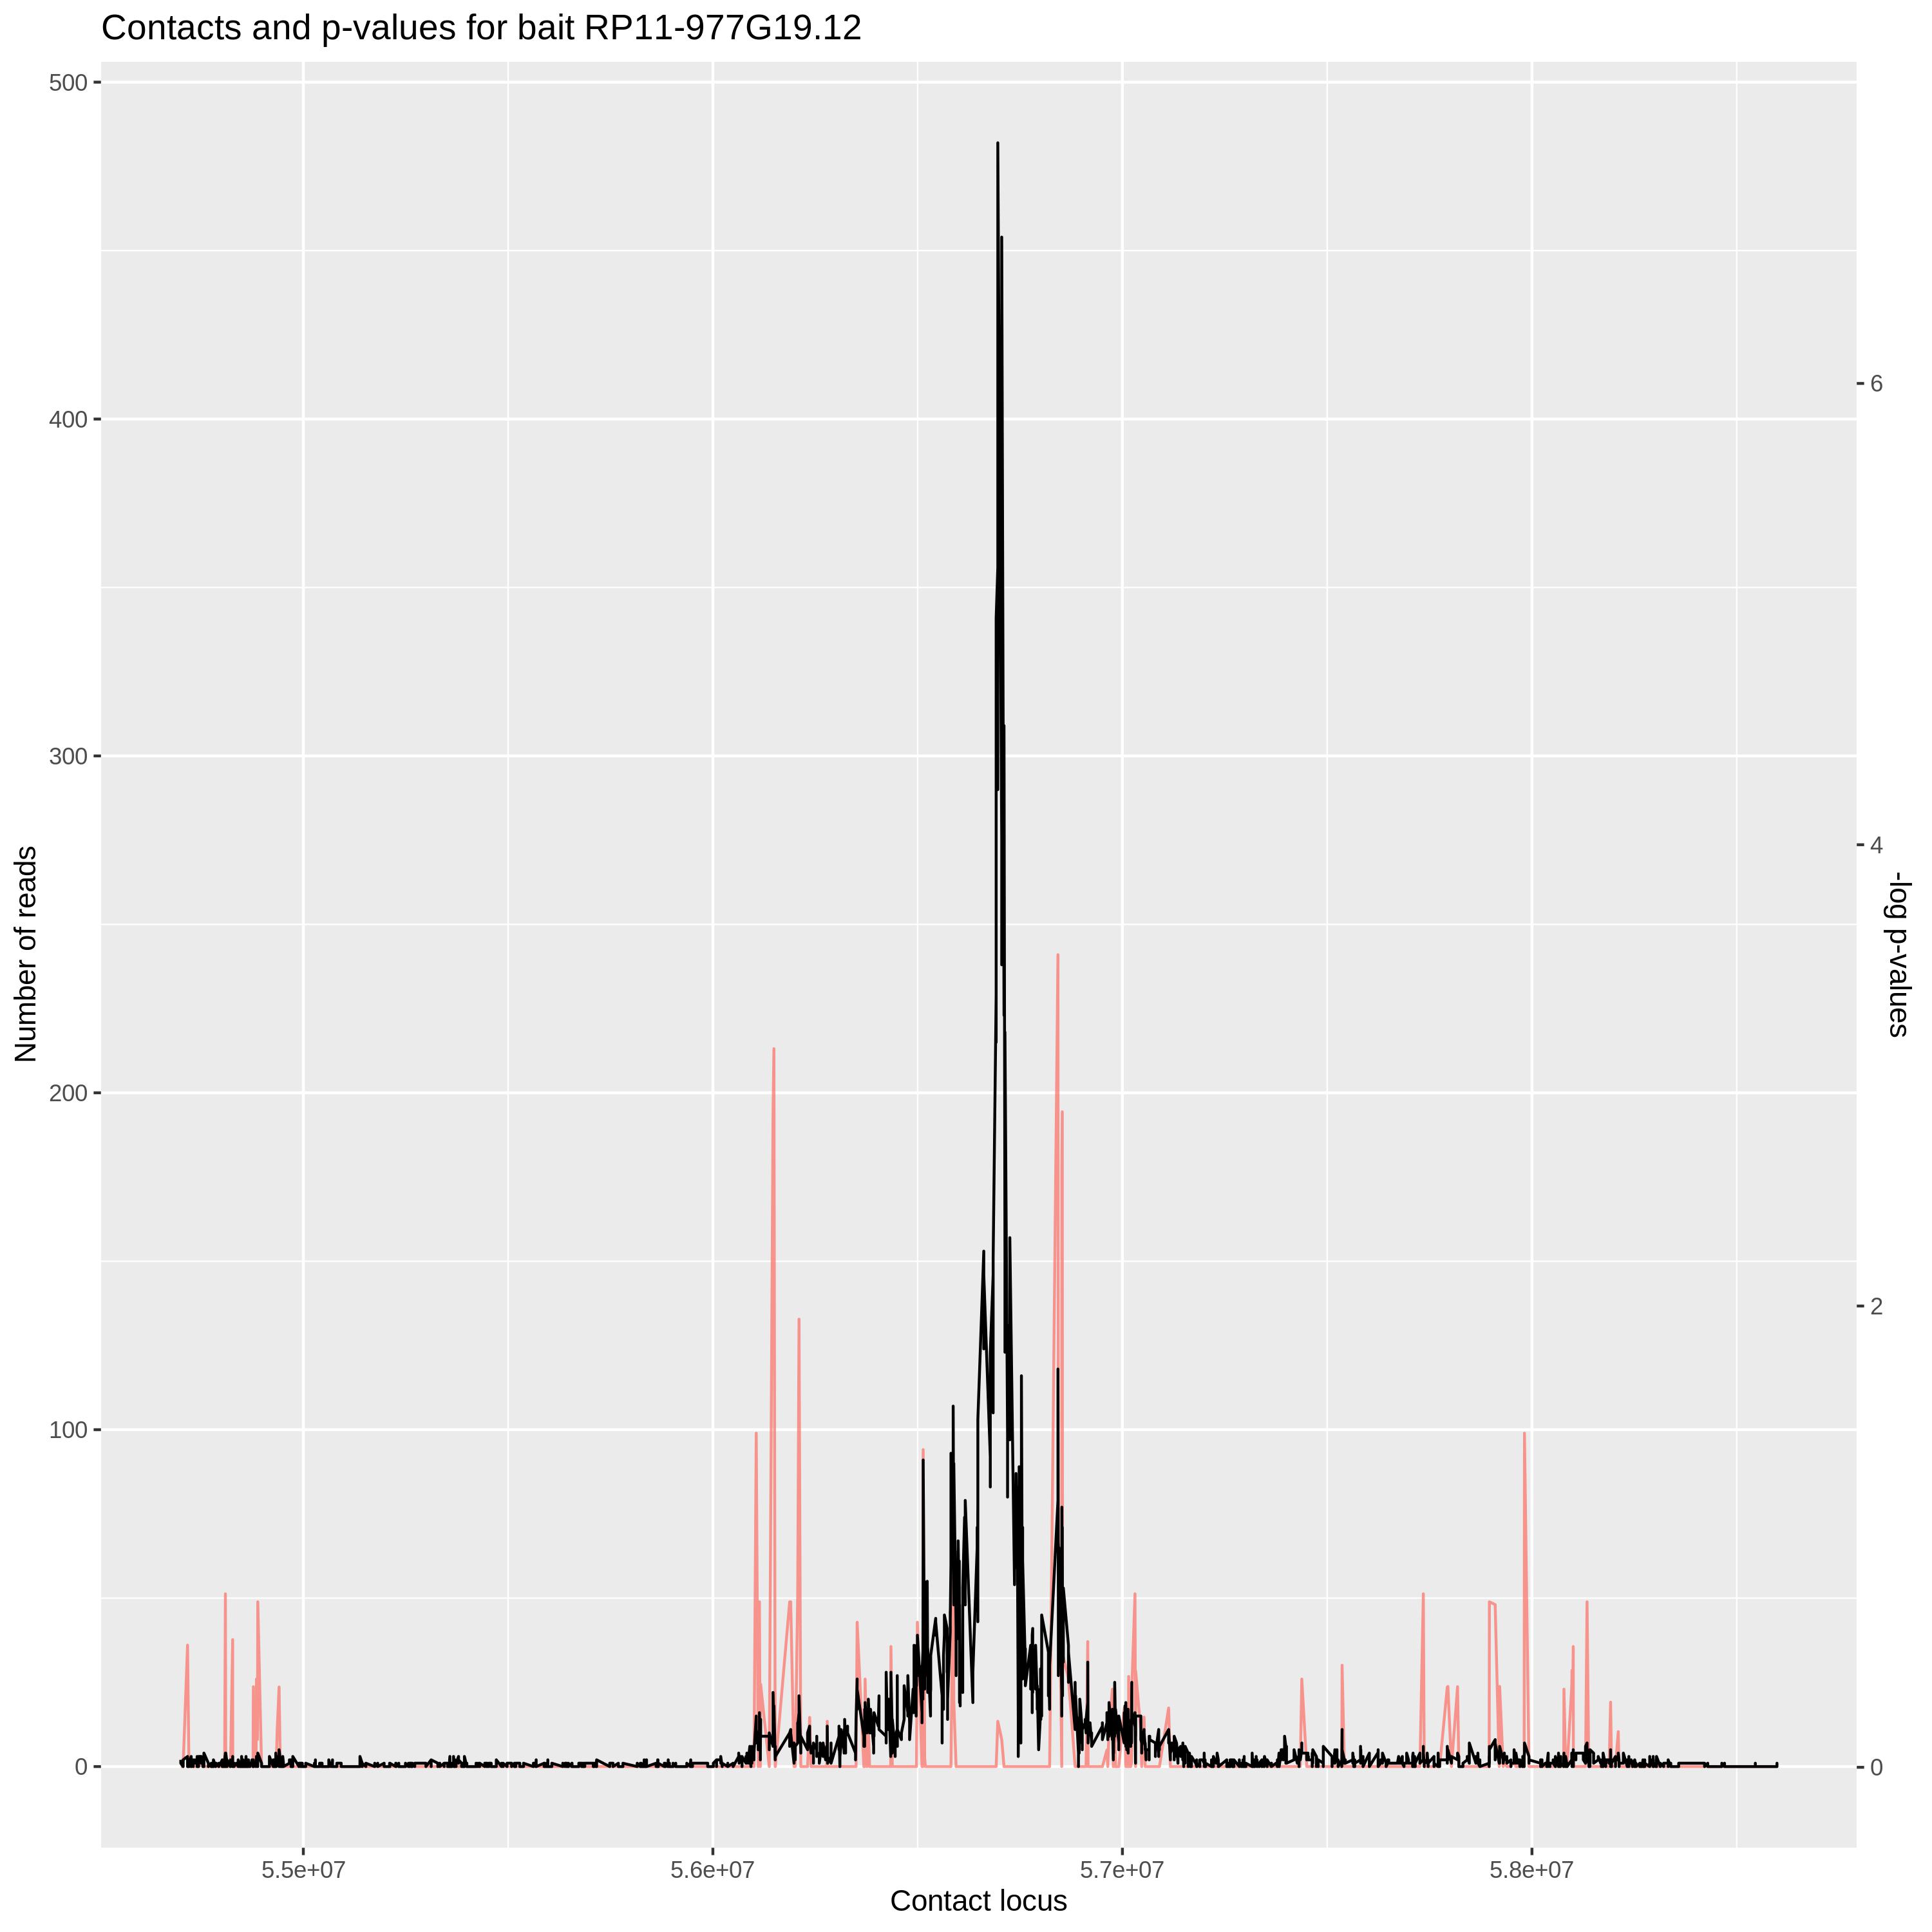 Contacts and p-values for bait RP11-977G19.12
500
400
300
200
100
0
Number of reads
6
4
2
0
-log p-values
5.5e+07
5.6e+07
5.7e+07
5.8e+07
Contact locus